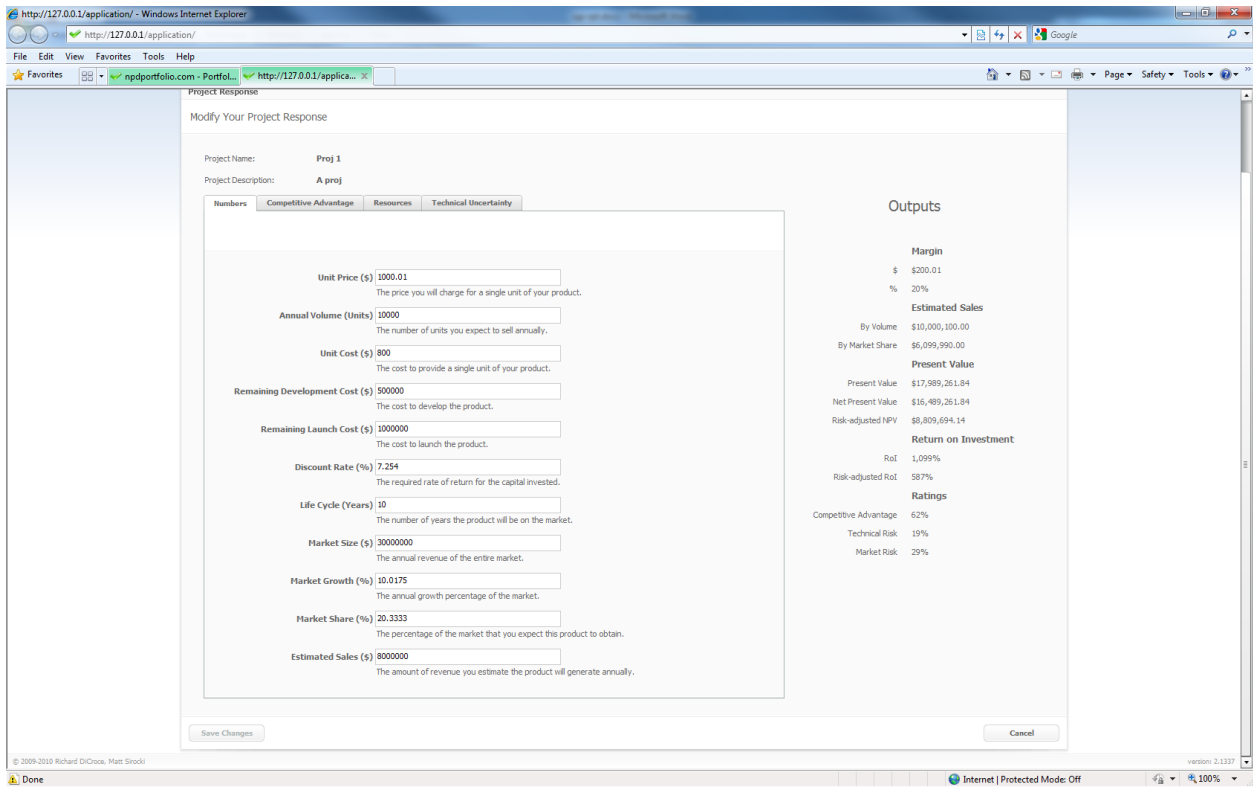 http://127.0.0.1/application/ - Windows Internet Explorer
http://127.0.0.1/application/
Google
File Edit View Favorites Tools Help
Favorites
npdportfolio.com - Portfol...
http://127.0.0.1/applica...
Page Safety Tools
Project Response
Modify Your Project Response
Project Name: Proj 1
Project Description: A proj
Numbers Competitive Advantage Resources Technical Uncertainty
Unit Price ($) 1000.01
The price you will charge for a single unit of your product.
Annual Volume (Units) 10000
The number of units you expect to sell annually.
Unit Cost ($) 800
The cost to provide a single unit of your product.
Remaining Development Cost ($) 500000
The cost to develop the product.
Remaining Launch Cost ($) 1000000
The cost to launch the product.
Discount Rate (%) 7.254
The required rate of return for the capital invested.
Life Cycle (Years) 10
The number of years the product will be on the market.
Market Size ($) 30000000
The annual revenue of the entire market.
Market Growth (%) 10.0175
The annual growth percentage of the market.
Market Share (%) 20.3333
The percentage of the market that you expect this product to obtain.
Estimated Sales ($) 8000000
The amount of revenue you estimate the product will generate annually.
Outputs
Margin
$ $200.01
% 20%
Estimated Sales
By Volume $10,000,100.00
By Market Share $6,099,990.00
Present Value
Present Value $17,989,261.84
Net Present Value $16,489,261.84
Risk-adjusted NPV $8,809,694.14
Return on Investment
RoI 1,099%
Risk-adjusted RoI 587%
Ratings
Competitive Advantage 62%
Technical Risk 19%
Market Risk 29%
Save Changes
Cancel
© 2009-2010 Richard DiCroce, Matt Sirocki
version: 2.1337
Done
Internet | Protected Mode: Off
100%